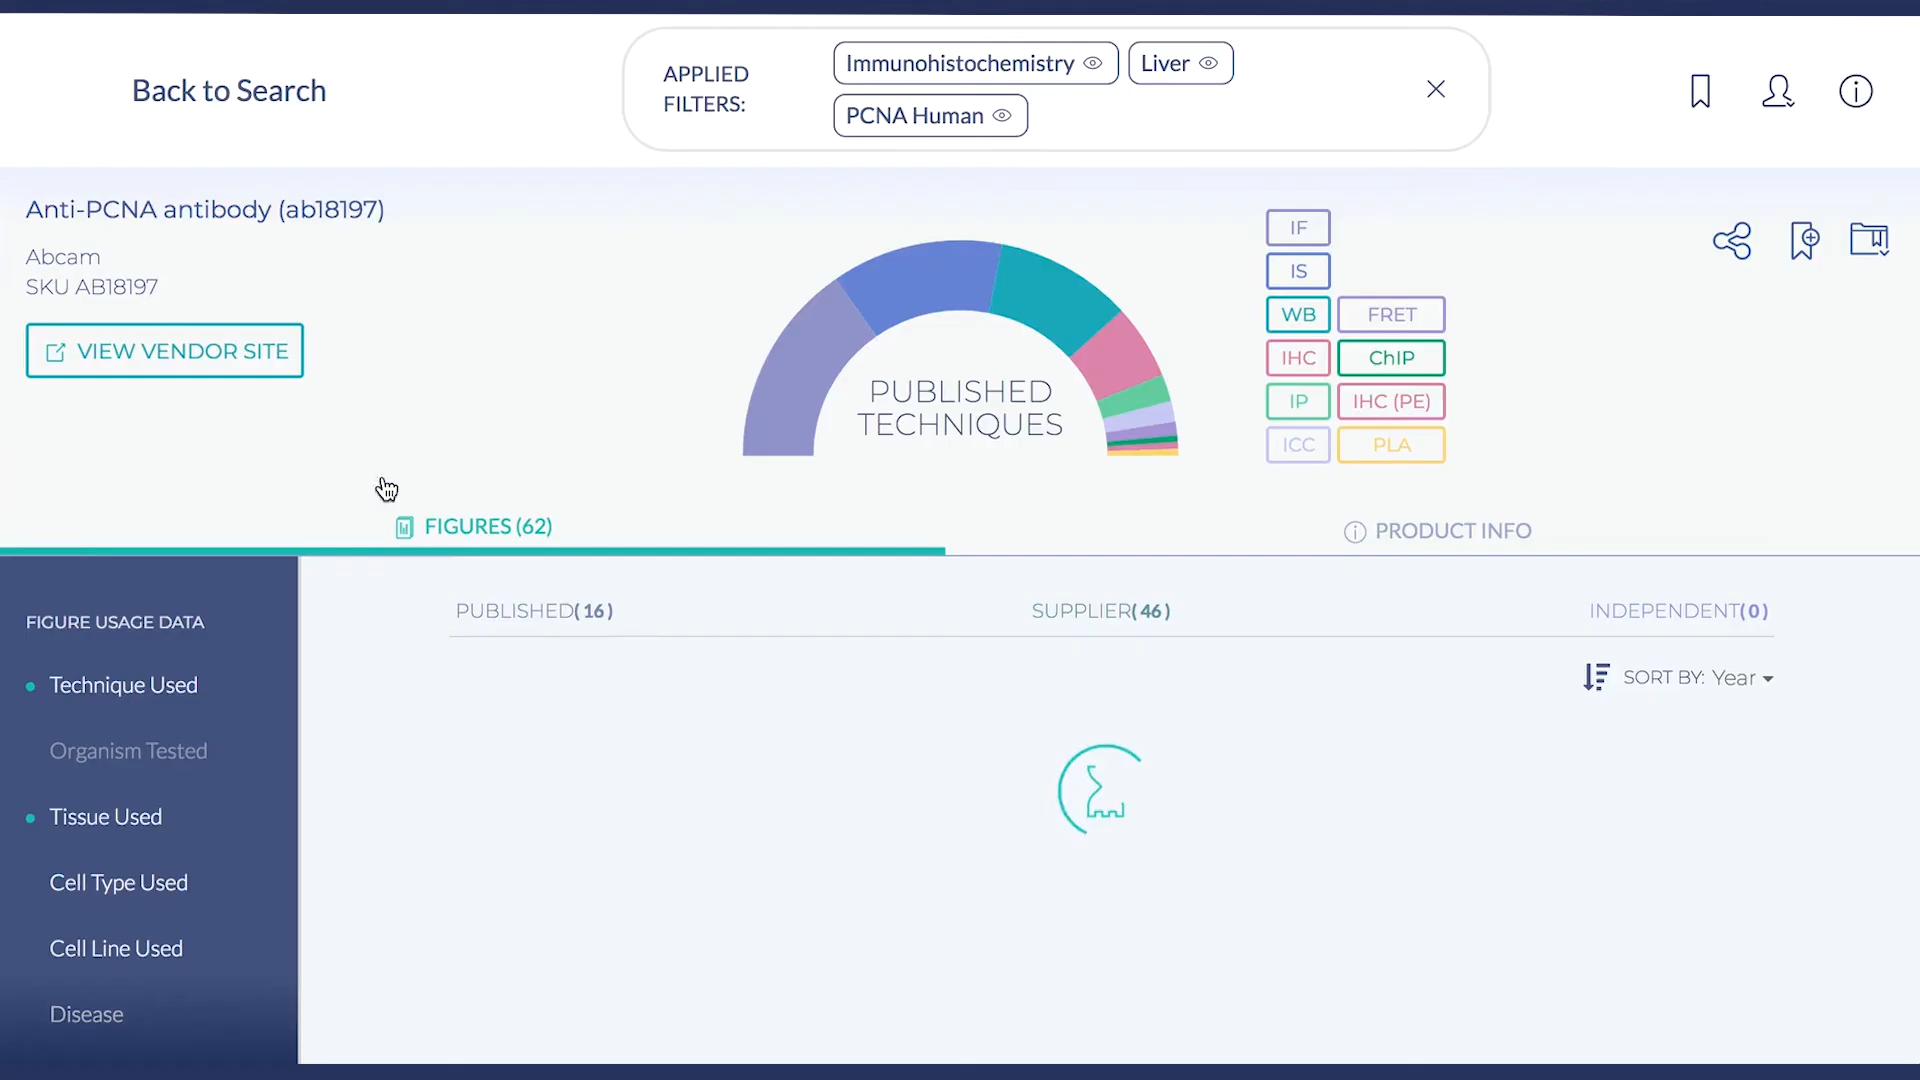 Back to Search
APPLIED
FILTERS:
Immunohistochemistry
Liver
PCNA Human
Anti-PCNA antibody (ab18197)
Abcam
SKU AB18197
VIEW VENDOR SITE
PUBLISHED
TECHNIQUES
IF
IS
WB
FRET
IHC
ChIP
IP
IHC (PE)
ICC
PLA
FIGURES (62)
PRODUCT INFO
FIGURE USAGE DATA
Technique Used
Organism Tested
Tissue Used
Cell Type Used
Cell Line Used
Disease
PUBLISHED(16)
SUPPLIER(46)
INDEPENDENT(0)
SORT BY: Year